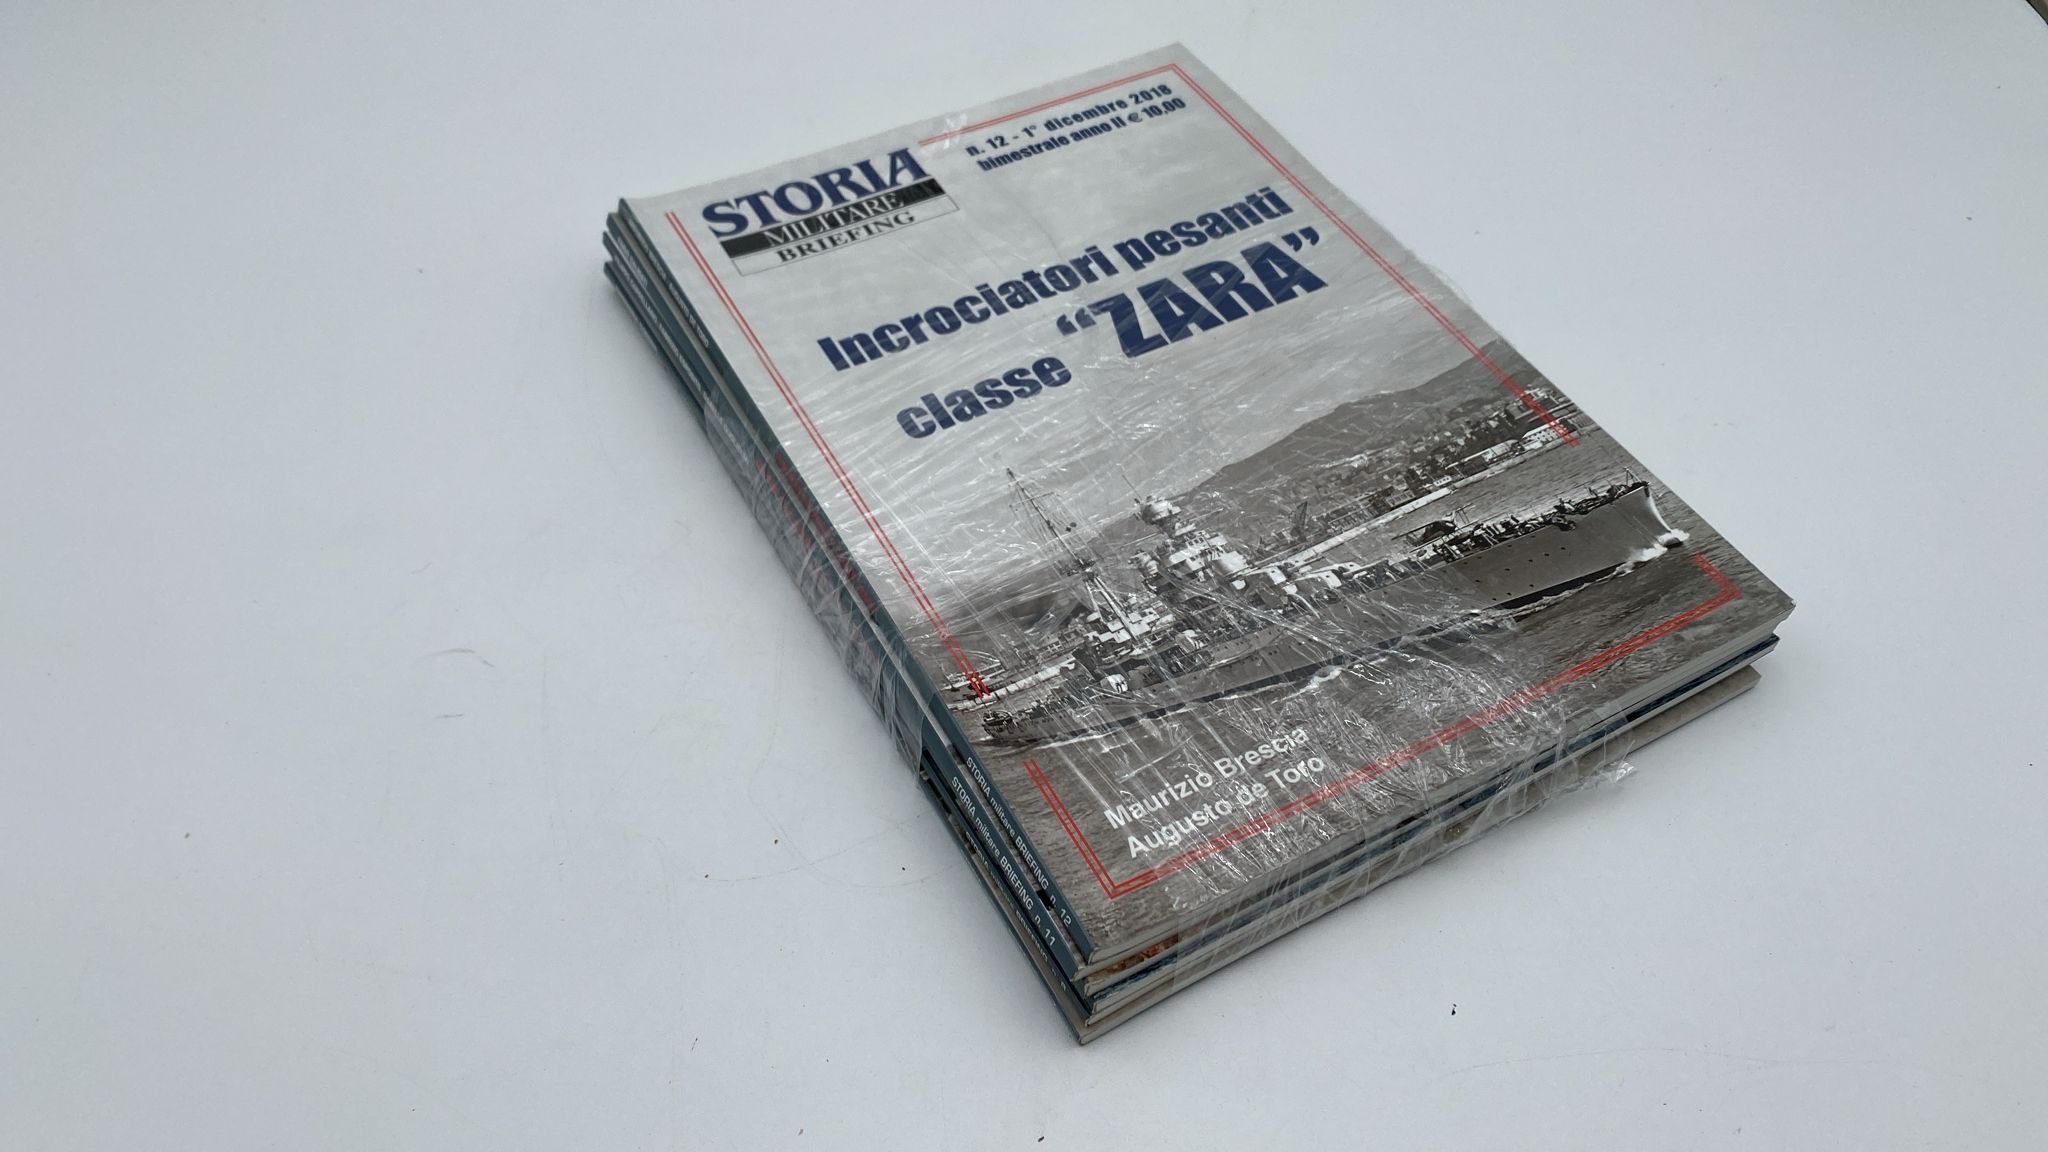 STORIA
MILITARE
BRIEFING
n. 12 - 1° dicembre 2018
bimestrale anno II € 10,00
Incrociatori pesanti
classe "ZARA"
Maurizio Brescia
Augusto de Toro
STORIA militare BRIEFING n. 12
STORIA militare BRIEFING n. 11